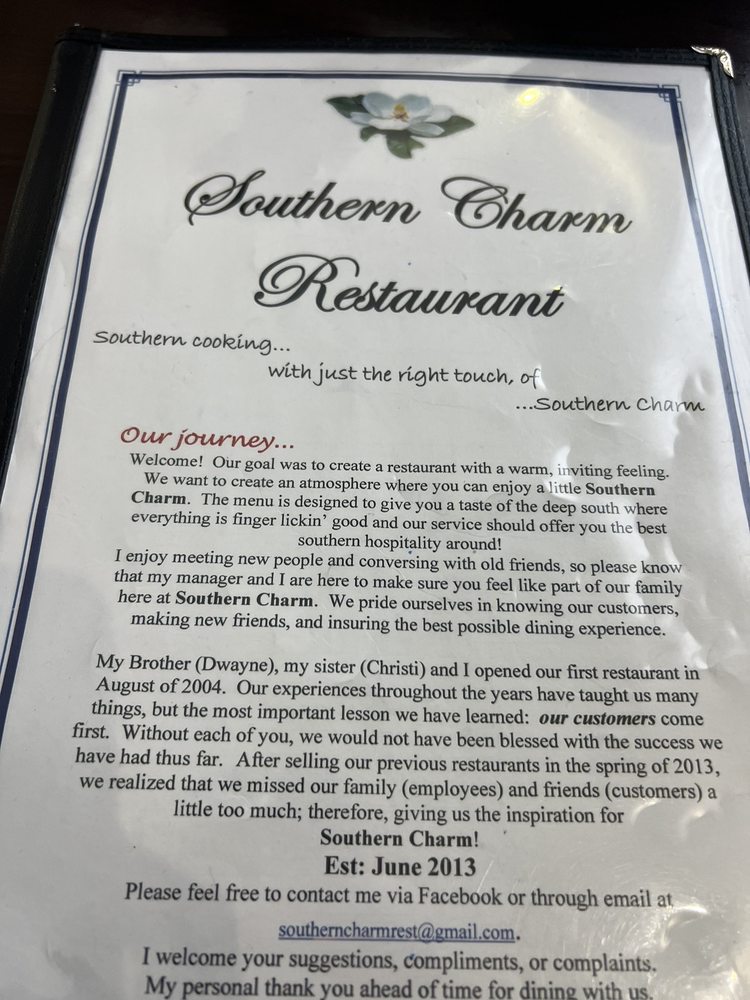 Southern Charm
Restaurant
Southern cooking...
with just the right touch, of
...Southern Charm
Our journey...
Welcome! Our goal was to create a restaurant with a warm, inviting feeling.
We want to create an atmosphere where you can enjoy a little Southern
Charm. The menu is designed to give you a taste of the deep south where
everything is finger lickin' good and our service should offer you the best
southern hospitality around!
I enjoy meeting new people and conversing with old friends, so please know
that my manager and I are here to make sure you feel like part of our family
here at Southern Charm. We pride ourselves in knowing our customers,
making new friends, and insuring the best possible dining experience.
My Brother (Dwayne), my sister (Christi) and I opened our first restaurant in
August of 2004. Our experiences throughout the years have taught us many
things, but the most important lesson we have learned: our customers come
first. Without each of you, we would not have been blessed with the success we
have had thus far. After selling our previous restaurants in the spring of 2013,
we realized that we missed our family (employees) and friends (customers) a
little too much; therefore, giving us the inspiration for
Southern Charm!
Est: June 2013
Please feel free to contact me via Facebook or through email at
southerncharmrest@gmail.com.
I welcome your suggestions, compliments, or complaints.
My personal thank you ahead of time for dining with us.